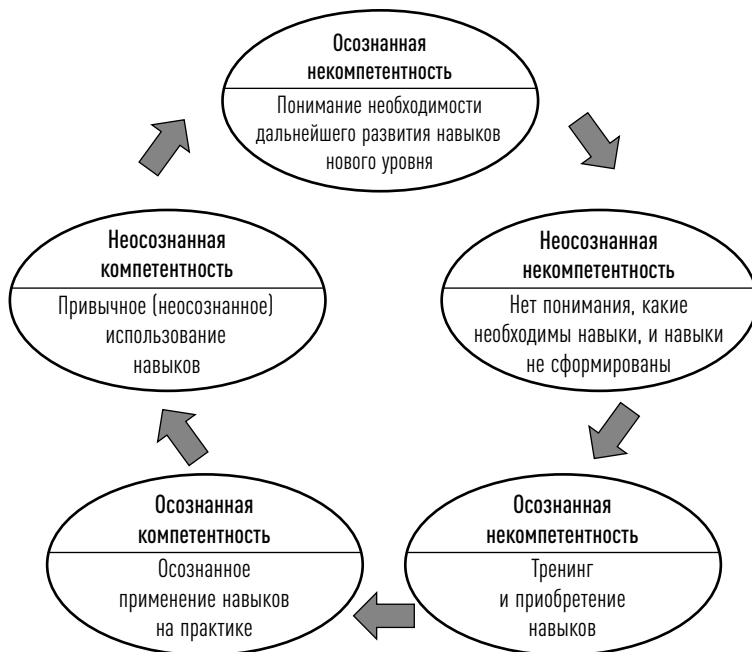 Осознанная
некомпетентность
Понимание необходимости
дальнейшего развития навыков
нового уровня
Неосознанная
компетентность
Привычное (неосознанное)
использование
навыков
Неосознанная
некомпетентность
Нет понимания, какие
необходимы навыки, и навыки
не сформированы
Осознанная
компетентность
Осознанное
применение навыков
на практике
Осознанная
некомпетентность
Тренинг
и приобретение
навыков